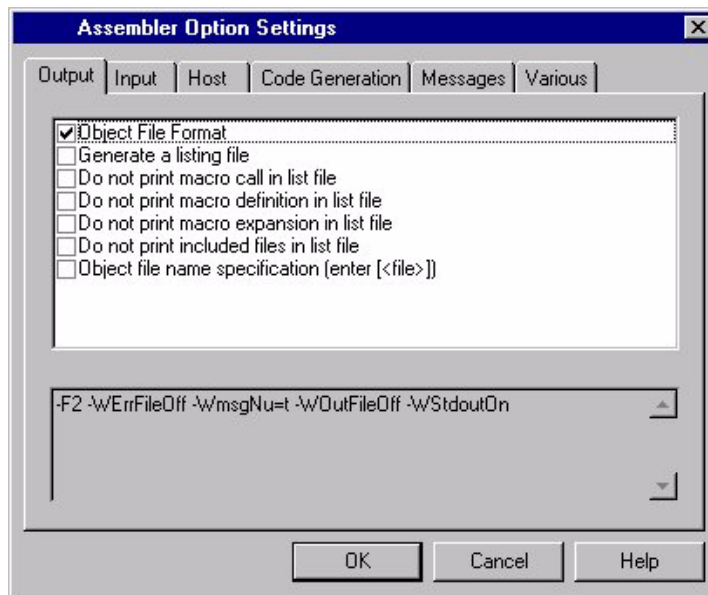 Assembler Option Settings
Output Input Host Code Generation Messages Various
Object File Format
Generate a listing file
Do not print macro call in list file
Do not print macro definition in list file
Do not print macro expansion in list file
Do not print included files in list file
Object file name specification (enter [<file>])
-F2 -WErrFileOff -WmsgNu=t -WOutFileOff -WStdoutOn
OK Cancel Help